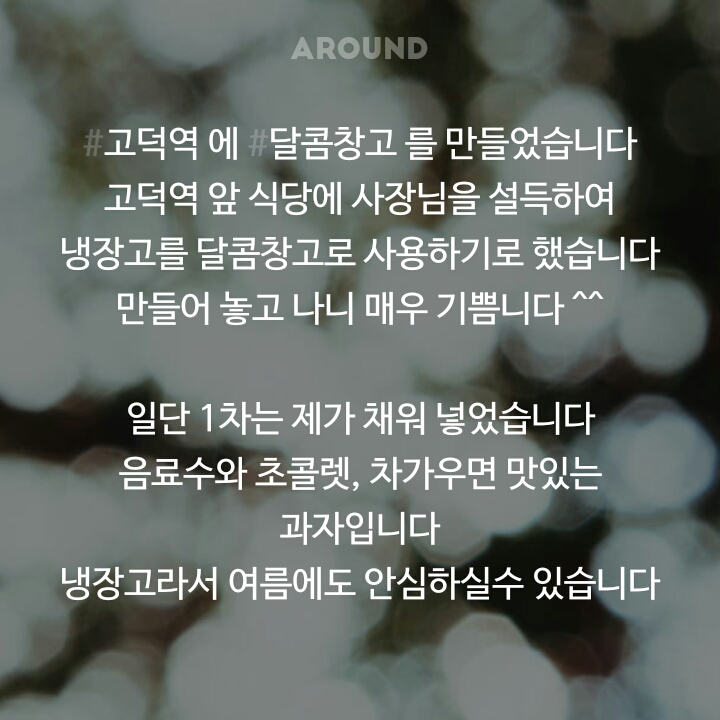 AROUND
#고덕역 에 #달콤창고 를 만들었습니다
고덕역 앞 식당에 사장님을 설득하여
냉장고를 달콤창고로 사용하기로 했습니다
만들어 놓고 나니 매우 기쁨니다 ^^
일단 1차는 제가 채워 넣었습니다
음료수와 초콜렛, 차가우면 맛있는
과자입니다
냉장고라서 여름에도 안심하실수 있습니다